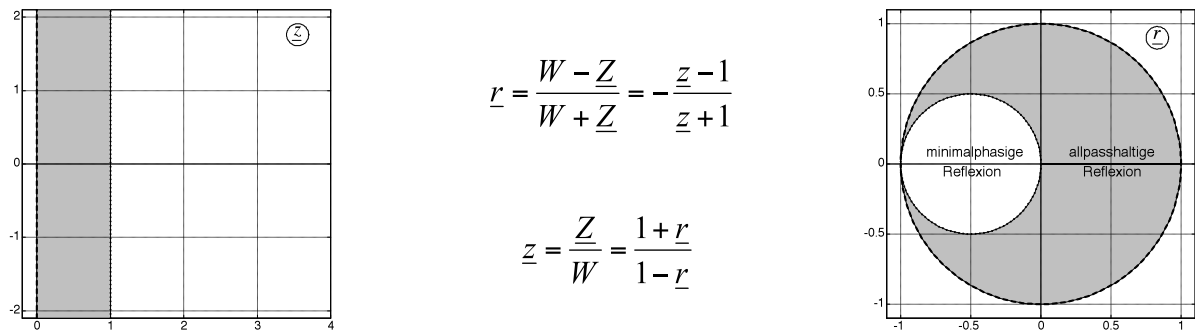 2
1
0
-1
-2
0 1 2 3 4
z
r = (W − Z) / (W + Z) = − (z − 1) / (z + 1)
z = Z / W = (1 + r) / (1 − r)
1
0.5
0
-0.5
-1
-1 -0.5 0 0.5 1
r
minimalphasige
Reflexion
allpasshaltige
Reflexion